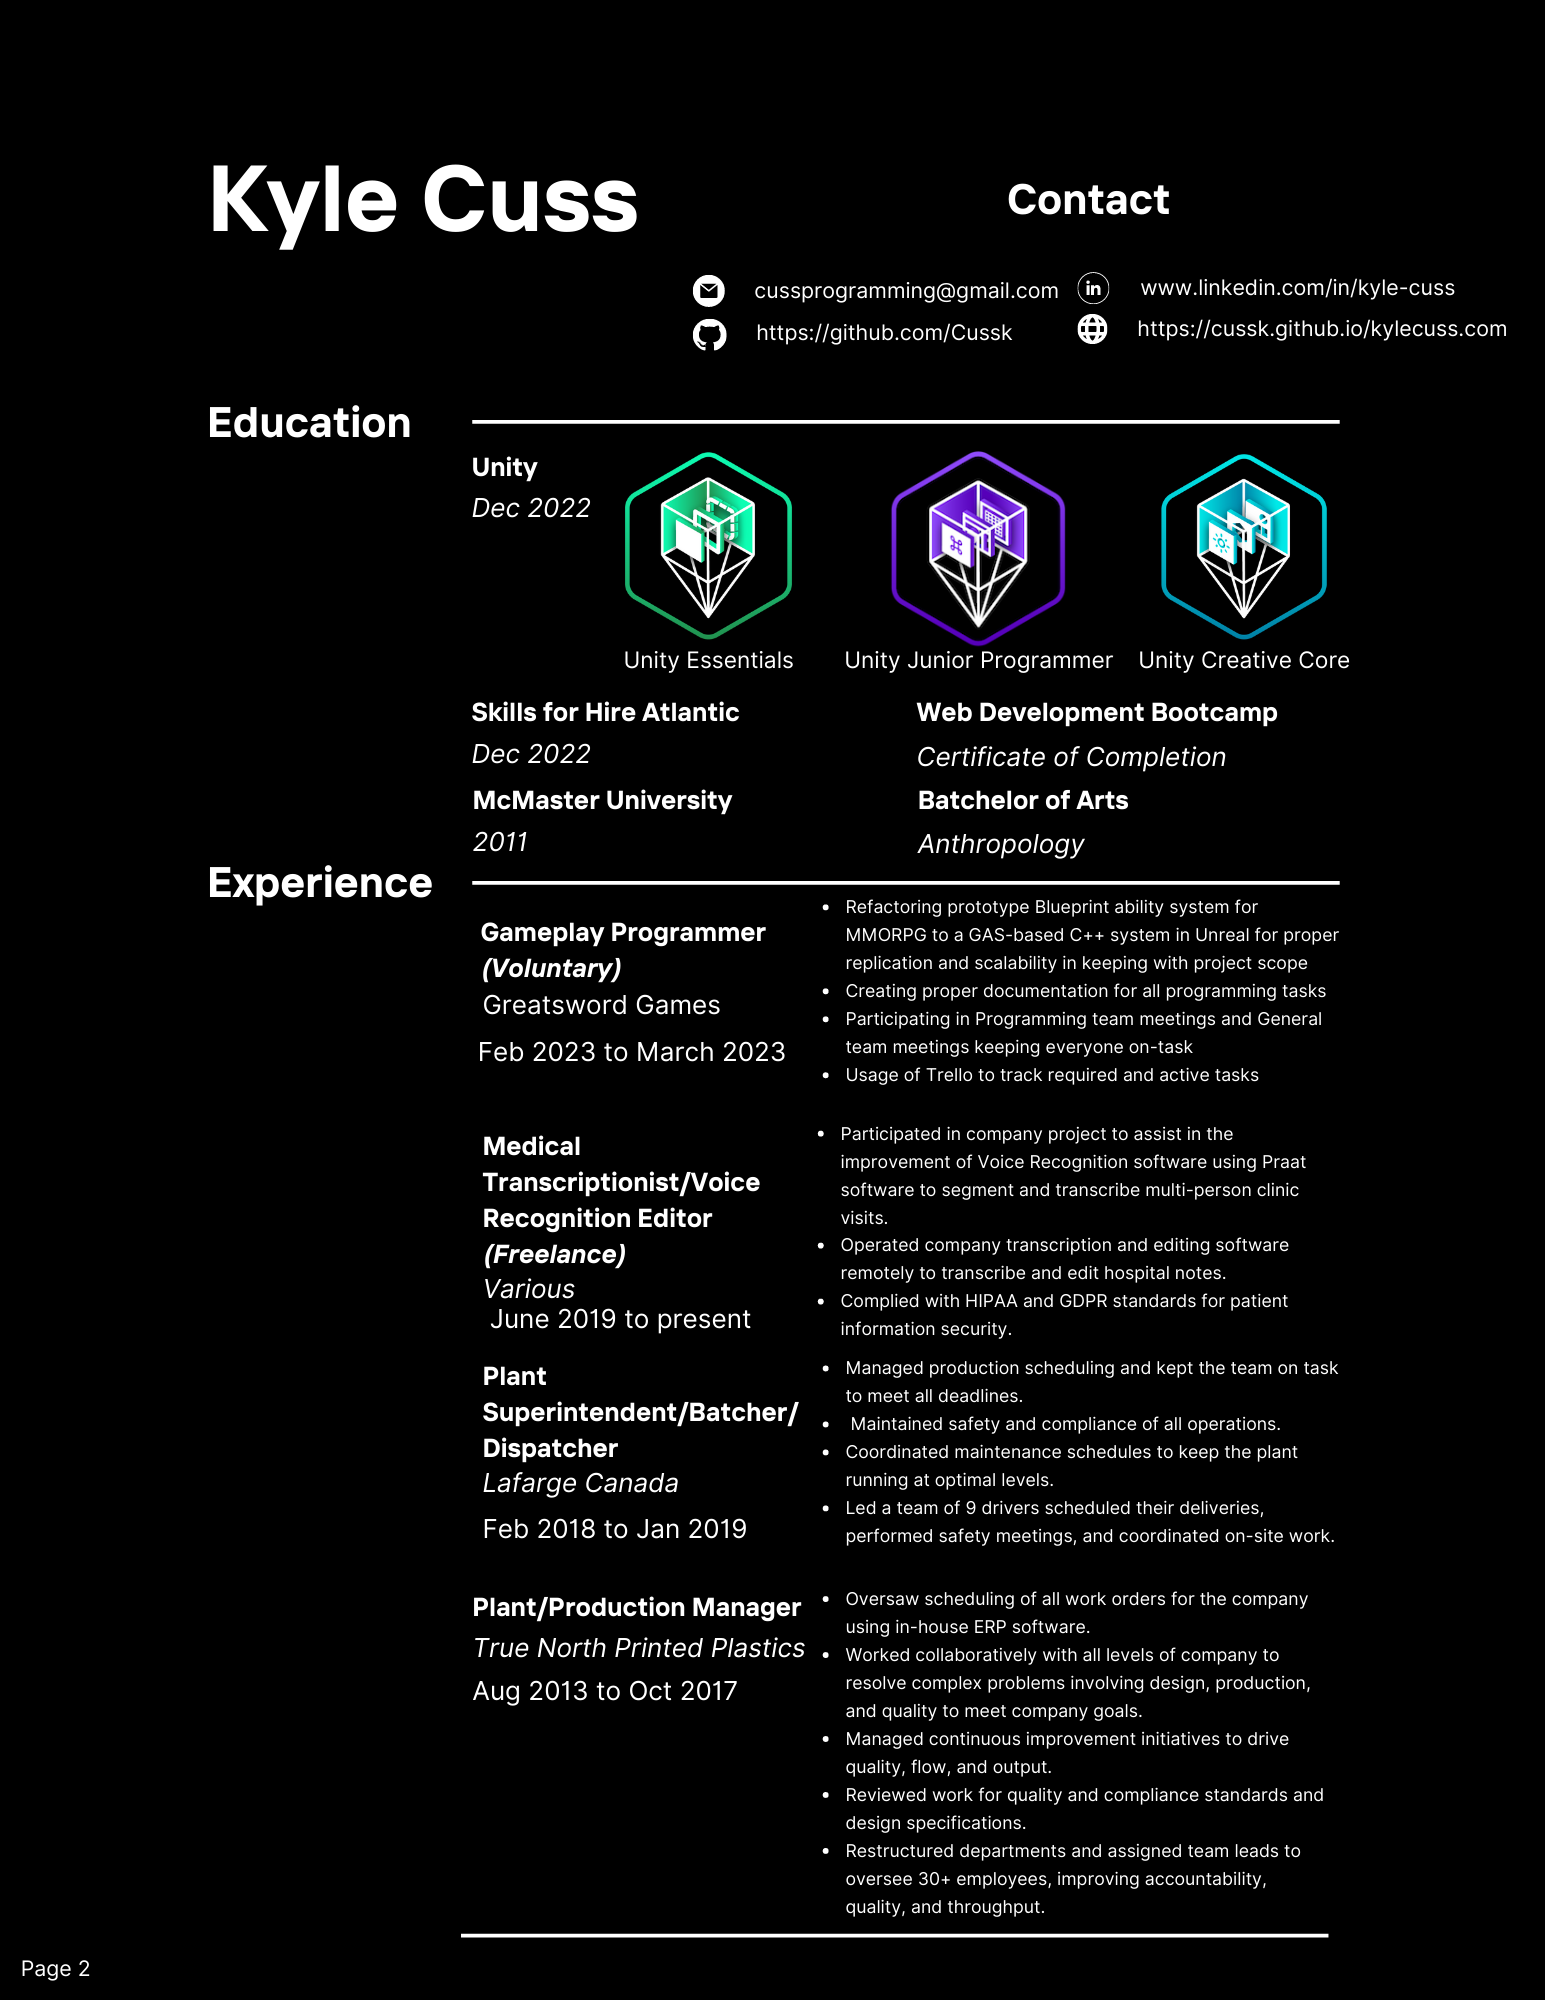 Kyle Cuss
Contact
cussprogramming@gmail.com
www.linkedin.com/in/kyle-cuss
https://github.com/Cussk
https://cussk.github.io/kylecuss.com
Education
Unity
Dec 2022
Unity Essentials
Unity Junior Programmer
Unity Creative Core
Skills for Hire Atlantic
Dec 2022
Web Development Bootcamp
Certificate of Completion
McMaster University
2011
Batchelor of Arts
Anthropology
Experience
Gameplay Programmer
(Voluntary)
Greatsword Games
Feb 2023 to March 2023
• Refactoring prototype Blueprint ability system for
MMORPG to a GAS-based C++ system in Unreal for proper
replication and scalability in keeping with project scope
• Creating proper documentation for all programming tasks
• Participating in Programming team meetings and General
team meetings keeping everyone on-task
• Usage of Trello to track required and active tasks
Medical
Transcriptionist/Voice
Recognition Editor
(Freelance)
Various
June 2019 to present
• Participated in company project to assist in the
improvement of Voice Recognition software using Praat
software to segment and transcribe multi-person clinic
visits.
• Operated company transcription and editing software
remotely to transcribe and edit hospital notes.
• Complied with HIPAA and GDPR standards for patient
information security.
Plant
Superintendent/Batcher/
Dispatcher
Lafarge Canada
Feb 2018 to Jan 2019
• Managed production scheduling and kept the team on task
to meet all deadlines.
• Maintained safety and compliance of all operations.
• Coordinated maintenance schedules to keep the plant
running at optimal levels.
• Led a team of 9 drivers scheduled their deliveries,
performed safety meetings, and coordinated on-site work.
Plant/Production Manager
True North Printed Plastics
Aug 2013 to Oct 2017
• Oversaw scheduling of all work orders for the company
using in-house ERP software.
• Worked collaboratively with all levels of company to
resolve complex problems involving design, production,
and quality to meet company goals.
• Managed continuous improvement initiatives to drive
quality, flow, and output.
• Reviewed work for quality and compliance standards and
design specifications.
• Restructured departments and assigned team leads to
oversee 30+ employees, improving accountability,
quality, and throughput.
Page 2